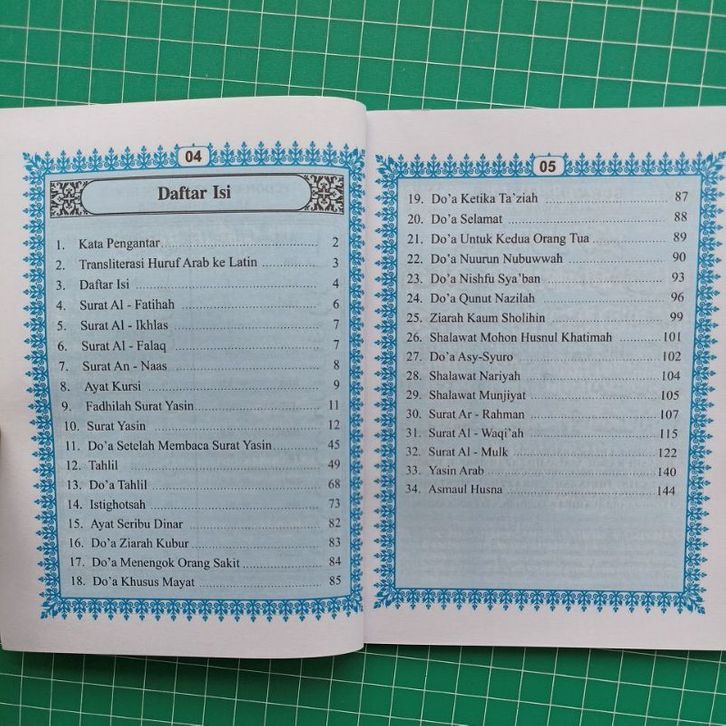 04
Daftar Isi
1. Kata Pengantar 2
2. Transliterasi Huruf Arab ke Latin 3
3. Daftar Isi 4
4. Surat Al - Fatihah 6
5. Surat Al - Ikhlas 7
6. Surat Al - Falaq 7
7. Surat An - Naas 8
8. Ayat Kursi 9
9. Fadhilah Surat Yasin 11
10. Surat Yasin 12
11. Do'a Setelah Membaca Surat Yasin 45
12. Tahlil 49
13. Do'a Tahlil 68
14. Istighotsah 73
15. Ayat Seribu Dinar 82
16. Do'a Ziarah Kubur 83
17. Do'a Menengok Orang Sakit 84
18. Do'a Khusus Mayat 85
05
19. Do'a Ketika Ta'ziah 87
20. Do'a Selamat 88
21. Do'a Untuk Kedua Orang Tua 89
22. Do'a Nuurun Nubuwwah 90
23. Do'a Nishfu Sya'ban 93
24. Do'a Qunut Nazilah 96
25. Ziarah Kaum Sholihin 99
26. Shalawat Mohon Husnul Khatimah 101
27. Do'a Asy-Syuro 102
28. Shalawat Nariyah 104
29. Shalawat Munjiyat 105
30. Surat Ar - Rahman 107
31. Surat Al - Waqi'ah 115
32. Surat Al - Mulk 122
33. Yasin Arab 140
34. Asmaul Husna 144